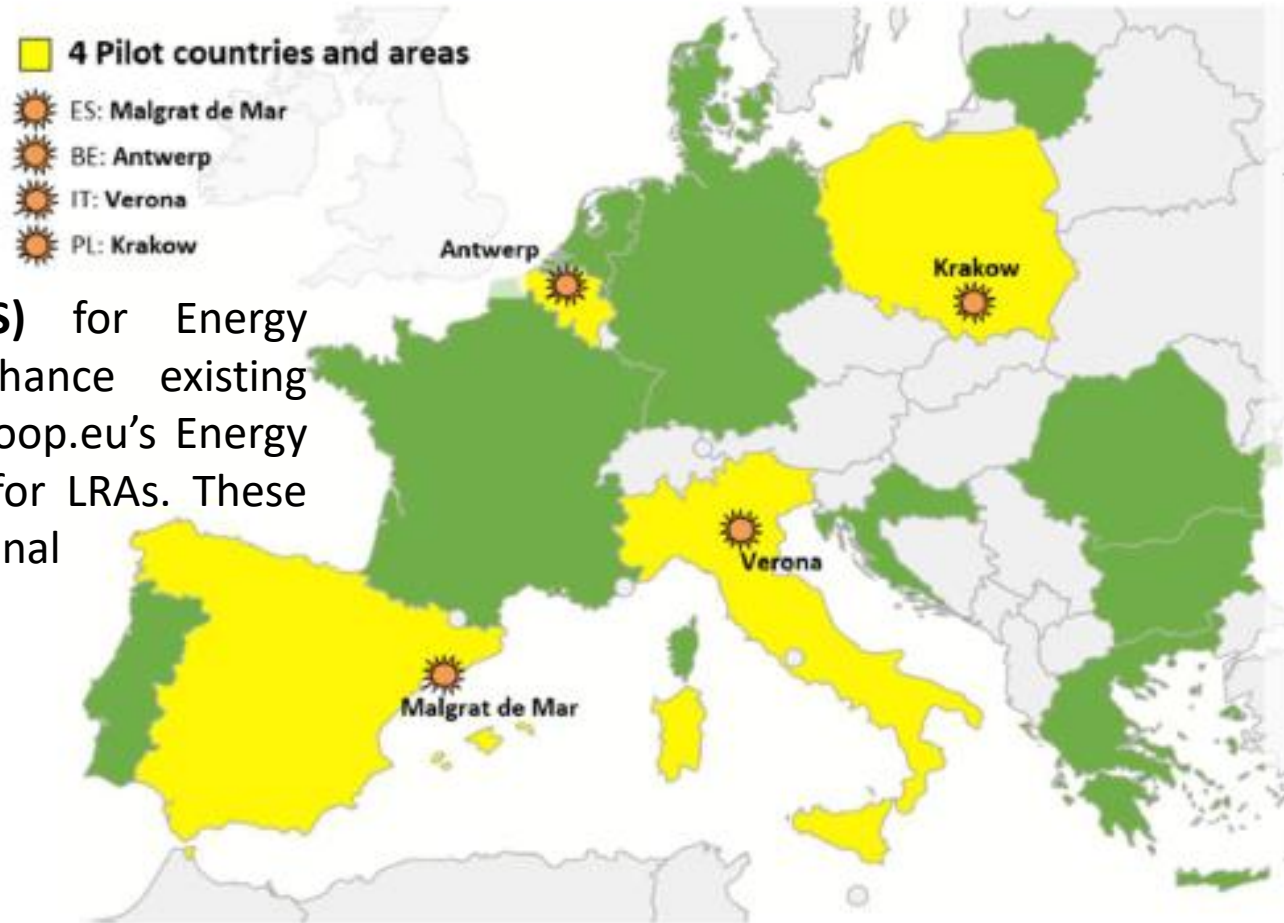 4 Pilot countries and areas
ES: Malgrat de Mar
BE: Antwerp
IT: Verona
PL: Krakow
Antwerp
Krakow
S) for Energy
hance existing
oop.eu's Energy
for LRAs. These
nal
Verona
Malgrat de Mar